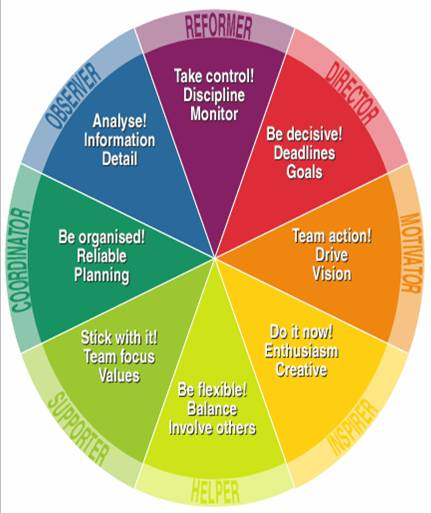 REFORMER
Take control!
Discipline
Monitor
DIRECTOR
Be decisive!
Deadlines
Goals
MOTIVATOR
Team action!
Drive
Vision
INSPIRER
Do it now!
Enthusiasm
Creative
HELPER
Be flexible!
Balance
Involve others
SUPPORTER
Stick with it!
Team focus
Values
COORDINATOR
Be organised!
Reliable
Planning
OBSERVER
Analyse!
Information
Detail